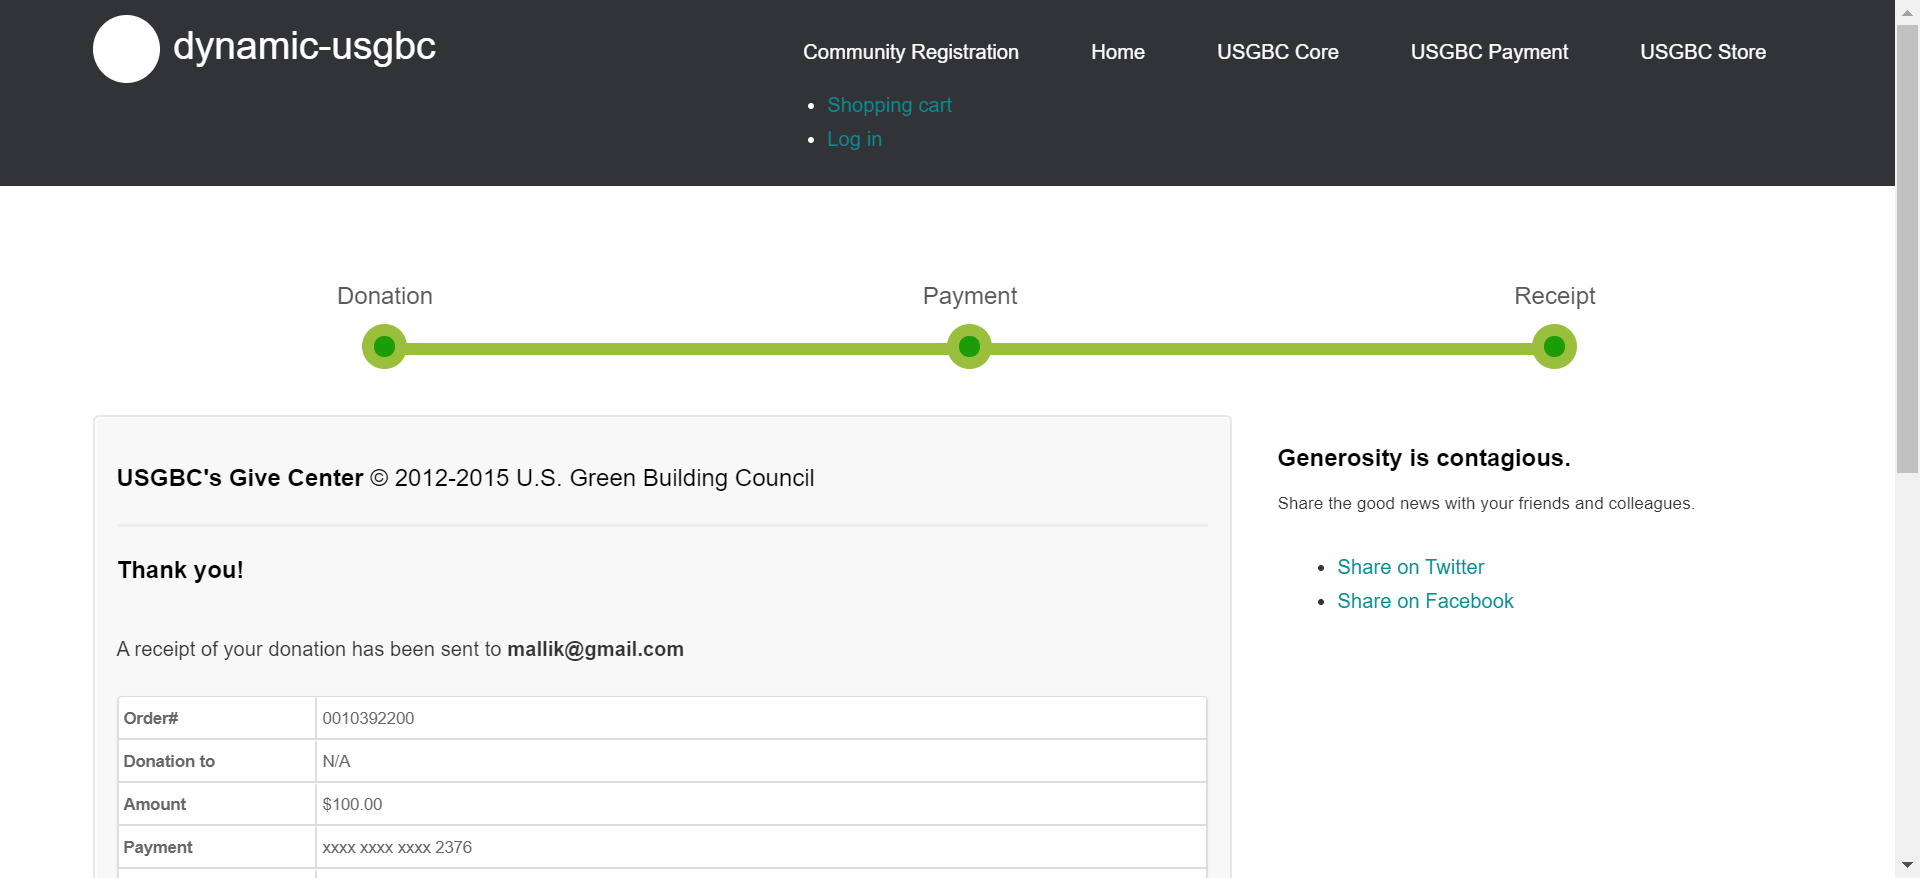 dynamic-usgbc
Community Registration Home USGBC Core USGBC Payment USGBC Store
Shopping cart
Log in
Donation Payment Receipt
USGBC's Give Center © 2012-2015 U.S. Green Building Council
Thank you!
A receipt of your donation has been sent to mallik@gmail.com
Order# 0010392200
Donation to N/A
Amount $100.00
Payment xxxx xxxx xxxx 2376
Generosity is contagious.
Share the good news with your friends and colleagues.
Share on Twitter
Share on Facebook